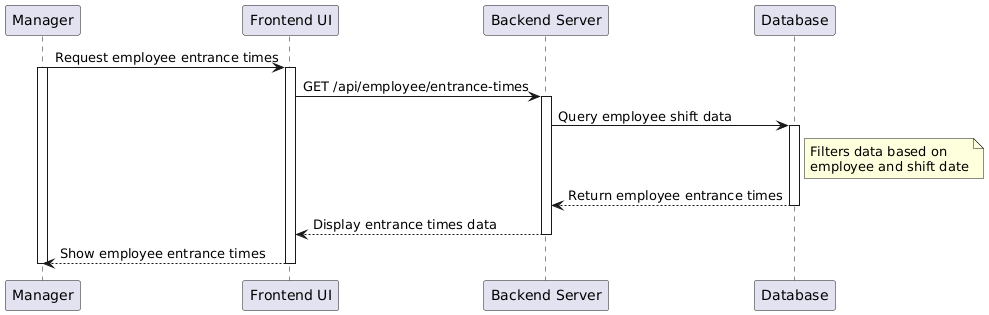 Manager
Frontend UI
Backend Server
Database
Request employee entrance times
GET /api/employee/entrance-times
Query employee shift data
Filters data based on
employee and shift date
Return employee entrance times
Display entrance times data
Show employee entrance times
Manager
Frontend UI
Backend Server
Database